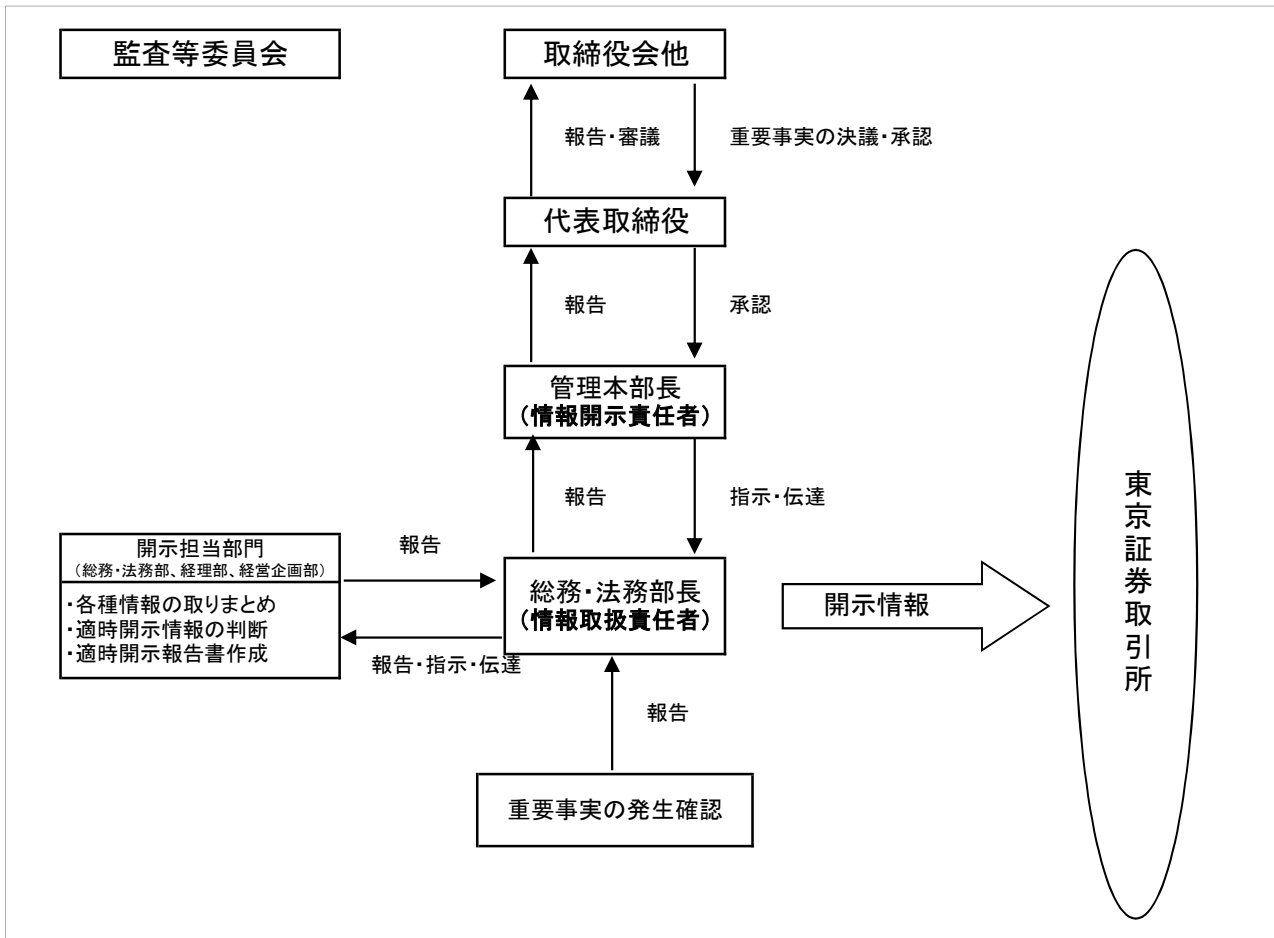 監査等委員会
取締役会他
報告・審議
重要事実の決議・承認
代表取締役
報告
承認
管理本部長
（情報開示責任者）
報告
指示・伝達
開示担当部門
（総務・法務部、経理部、経営企画部）
・各種情報の取りまとめ
・適時開示情報の判断
・適時開示報告書作成
報告
報告・指示・伝達
総務・法務部長
（情報取扱責任者）
開示情報
東京証券取引所
報告
重要事実の発生確認